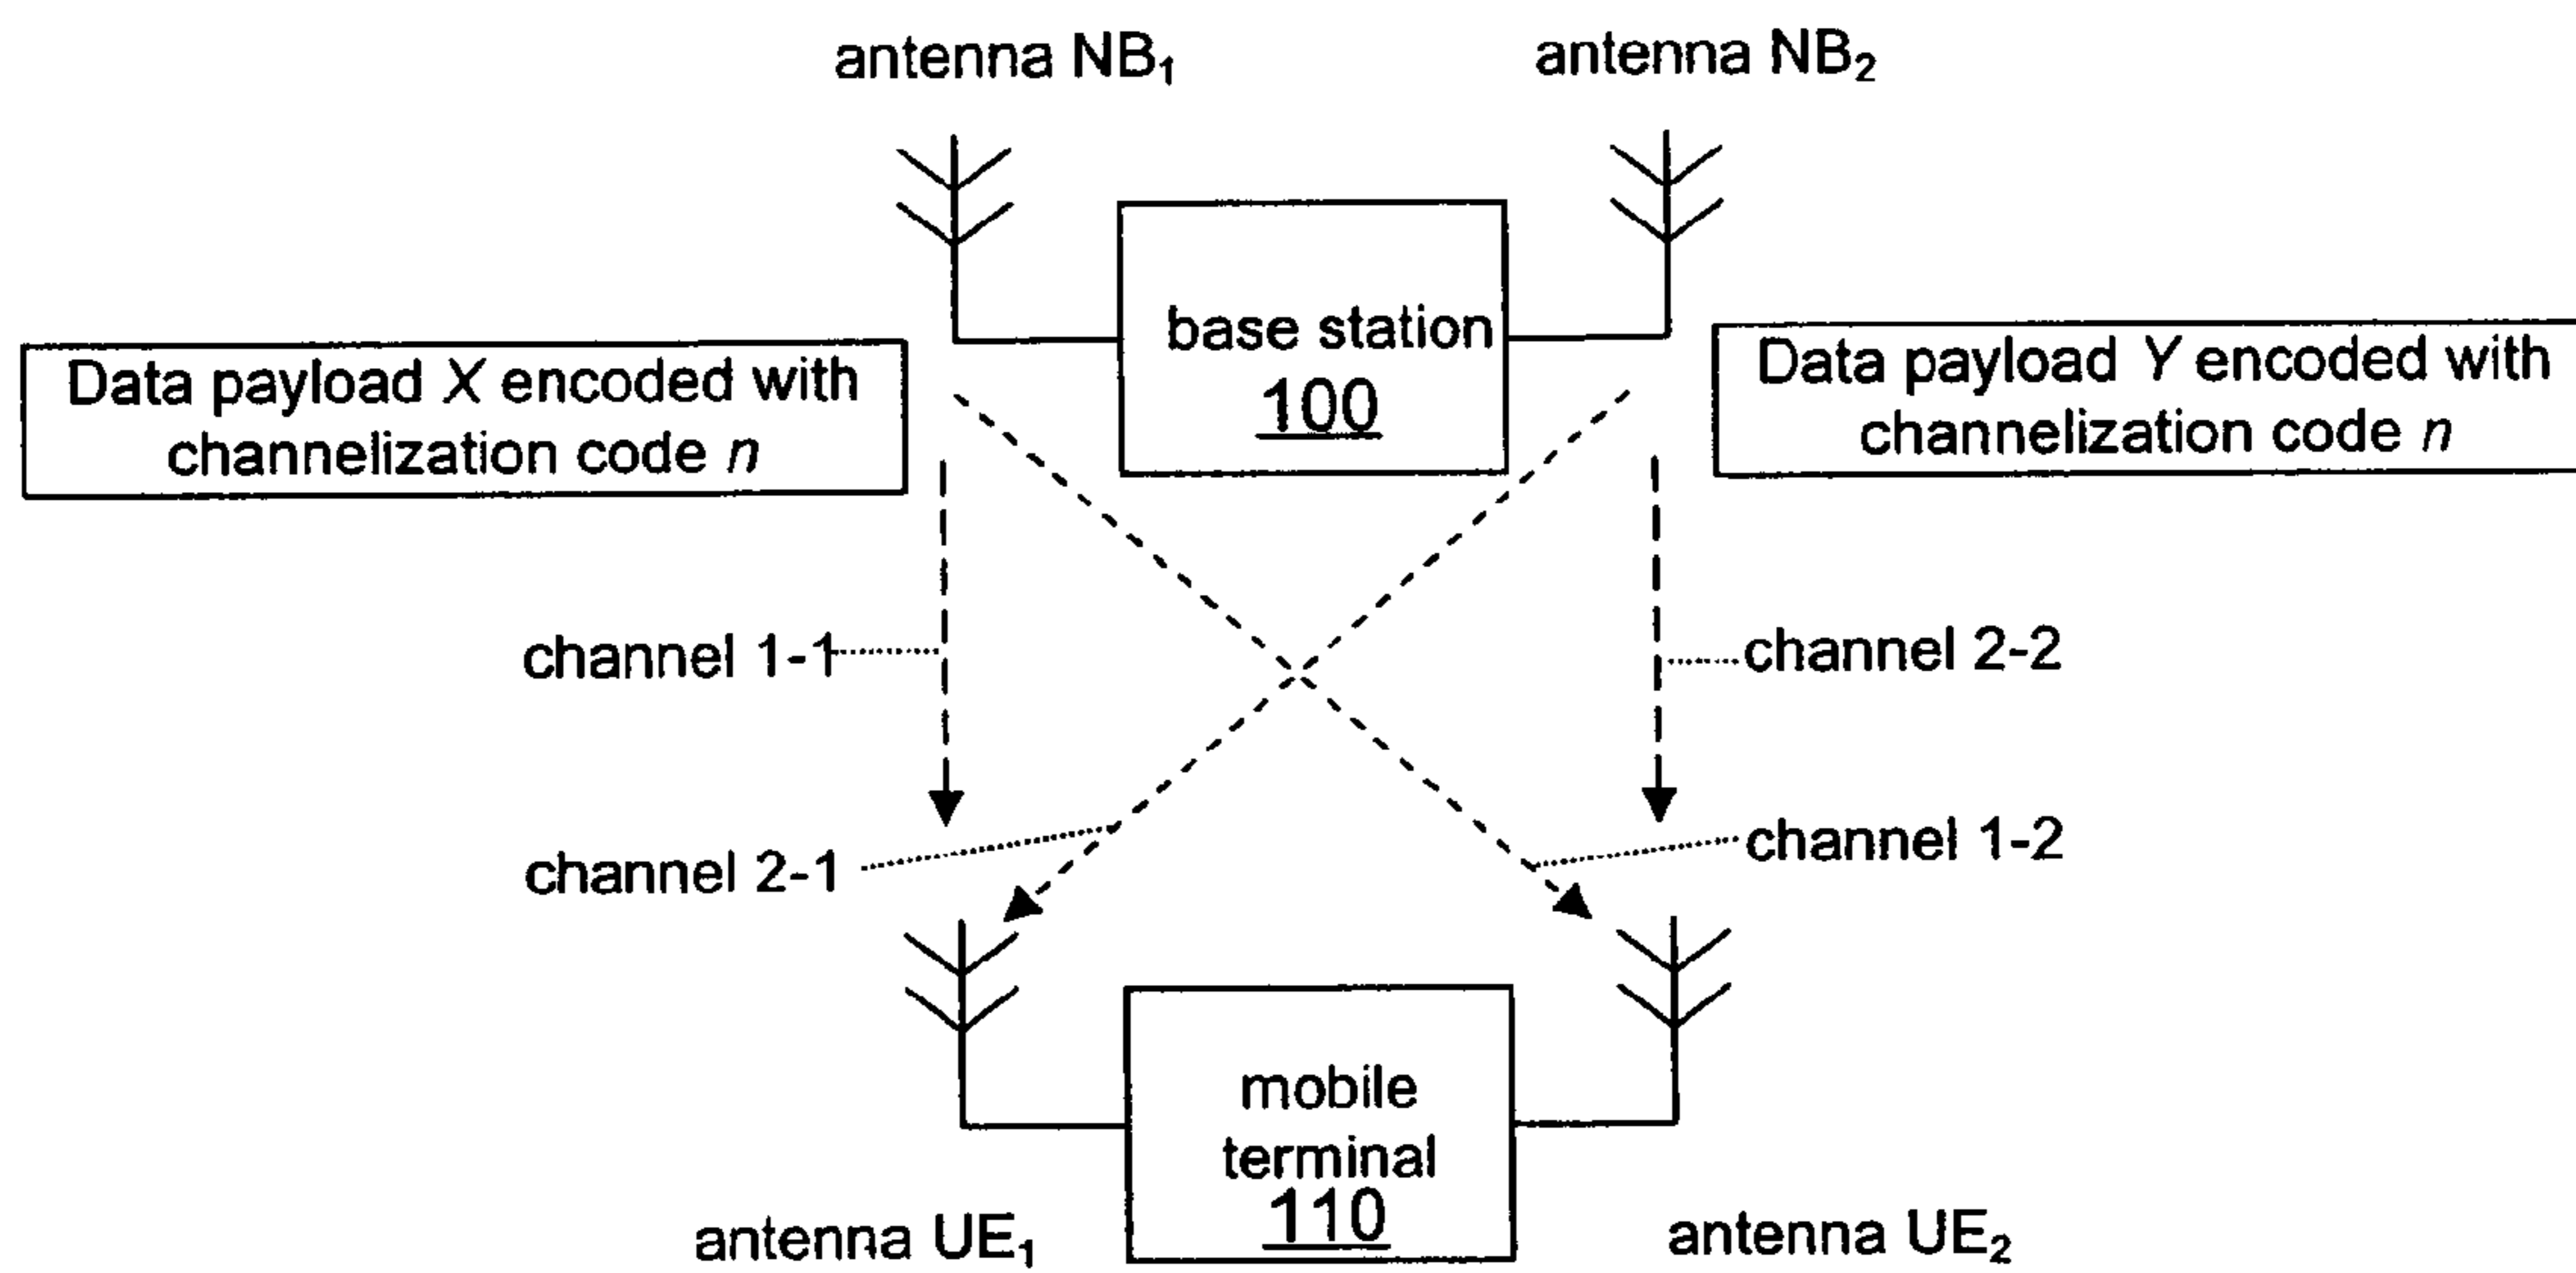 antenna NB₁
antenna NB₂
base station
100
Data payload X encoded with
channelization code n
Data payload Y encoded with
channelization code n
channel 1-1
channel 2-2
channel 2-1
channel 1-2
mobile
terminal
110
antenna UE₁
antenna UE₂